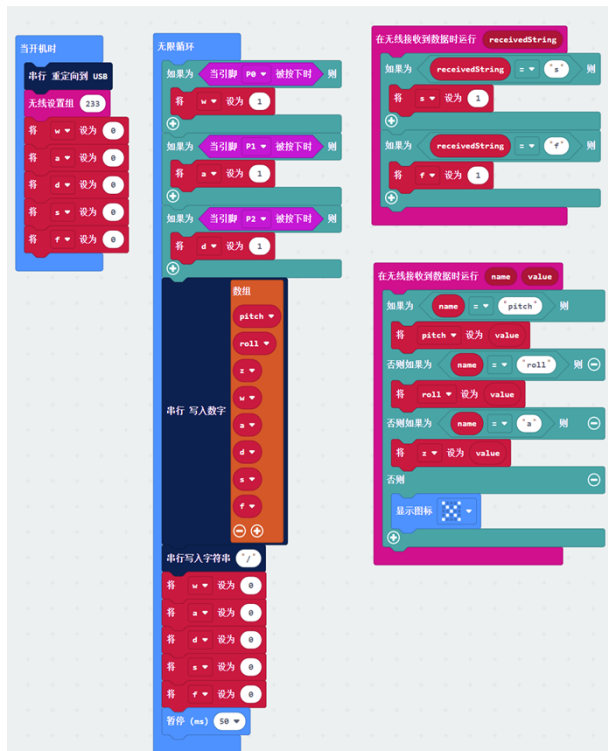 当开机时
串行 重定向到 USB
无线设置组 233
将 w 设为 0
将 a 设为 0
将 d 设为 0
将 s 设为 0
将 f 设为 0
无限循环
如果为 当引脚 P0 被按下时 则
将 w 设为 1
如果为 当引脚 P1 被按下时 则
将 a 设为 1
如果为 当引脚 P2 被按下时 则
将 d 设为 1
串行 写入数字
数组
pitch
roll
z
w
a
d
s
f
串行写入字符串 "/"
将 w 设为 0
将 a 设为 0
将 d 设为 0
将 s 设为 0
将 f 设为 0
暂停 (ms) 50
在无线接收到数据时运行 receivedString
如果为 receivedString = "s" 则
将 s 设为 1
如果为 receivedString = "f" 则
将 f 设为 1
在无线接收到数据时运行 name value
如果为 name = "pitch" 则
将 pitch 设为 value
否则如果为 name = "roll" 则
将 roll 设为 value
否则如果为 name = "a" 则
将 z 设为 value
否则
显示图标